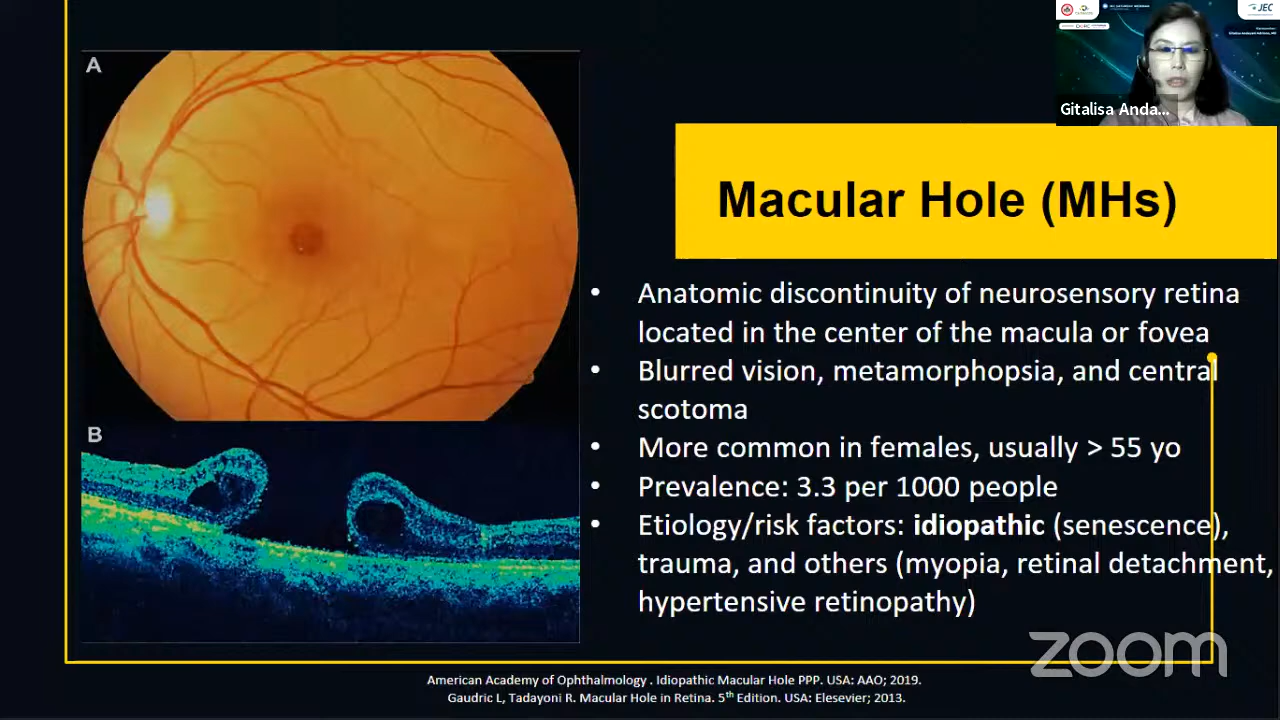 A
B
JEC
Gitalisa Anda...
Macular Hole (MHs)
• Anatomic discontinuity of neurosensory retina
located in the center of the macula or fovea
• Blurred vision, metamorphopsia, and central
scotoma
• More common in females, usually > 55 yo
• Prevalence: 3.3 per 1000 people
• Etiology/risk factors: idiopathic (senescence),
trauma, and others (myopia, retinal detachment,
hypertensive retinopathy)
zoom
American Academy of Ophthalmology . Idiopathic Macular Hole PPP. USA: AAO; 2019.
Gaudric L, Tadayoni R. Macular Hole in Retina. 5th Edition. USA: Elesevier; 2013.